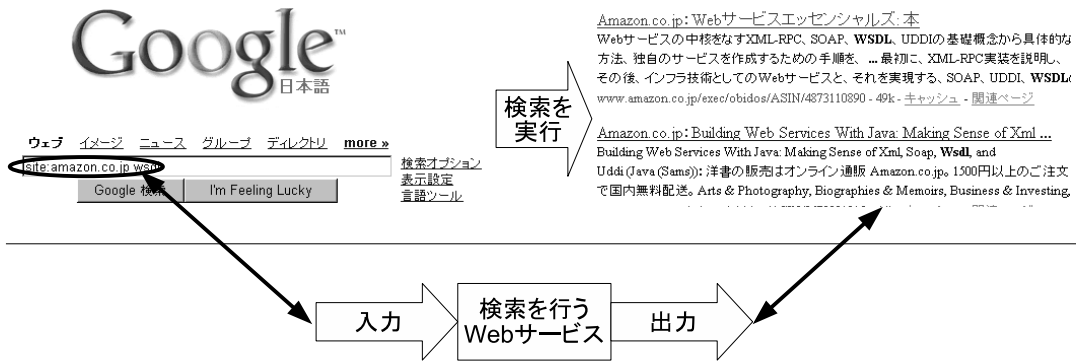 Google™
日本語
ウェブ イメージ ニュース グループ ディレクトリ more »
site:amazon.co.jp wsdl
検索オプション
表示設定
言語ツール
Google 検索 I'm Feeling Lucky
検索を
実行
Amazon.co.jp: Webサービスエッセンシャルズ: 本
Webサービスの中核をなすXML-RPC、SOAP、WSDL、UDDIの基礎概念から具体的な
方法、独自のサービスを作成するための手順を、 ... 最初に、XML-RPC実装を説明し、
その後、インフラ技術としてのWebサービスと、それを実現する、SOAP、UDDI、WSDL
www.amazon.co.jp/exec/obidos/ASIN/4873110890 - 49k - キャッシュ - 関連ページ
Amazon.co.jp: Building Web Services With Java: Making Sense of Xml ...
Building Web Services With Java: Making Sense of Xml, Soap, Wsdl, and
Uddi (Java (Sams)): 洋書の販売はオンライン通販 Amazon.co.jp。1500円以上のご注文
で国内無料配送。Arts & Photography, Biographies & Memoirs, Business & Investing,
入力
検索を行う
Webサービス
出力